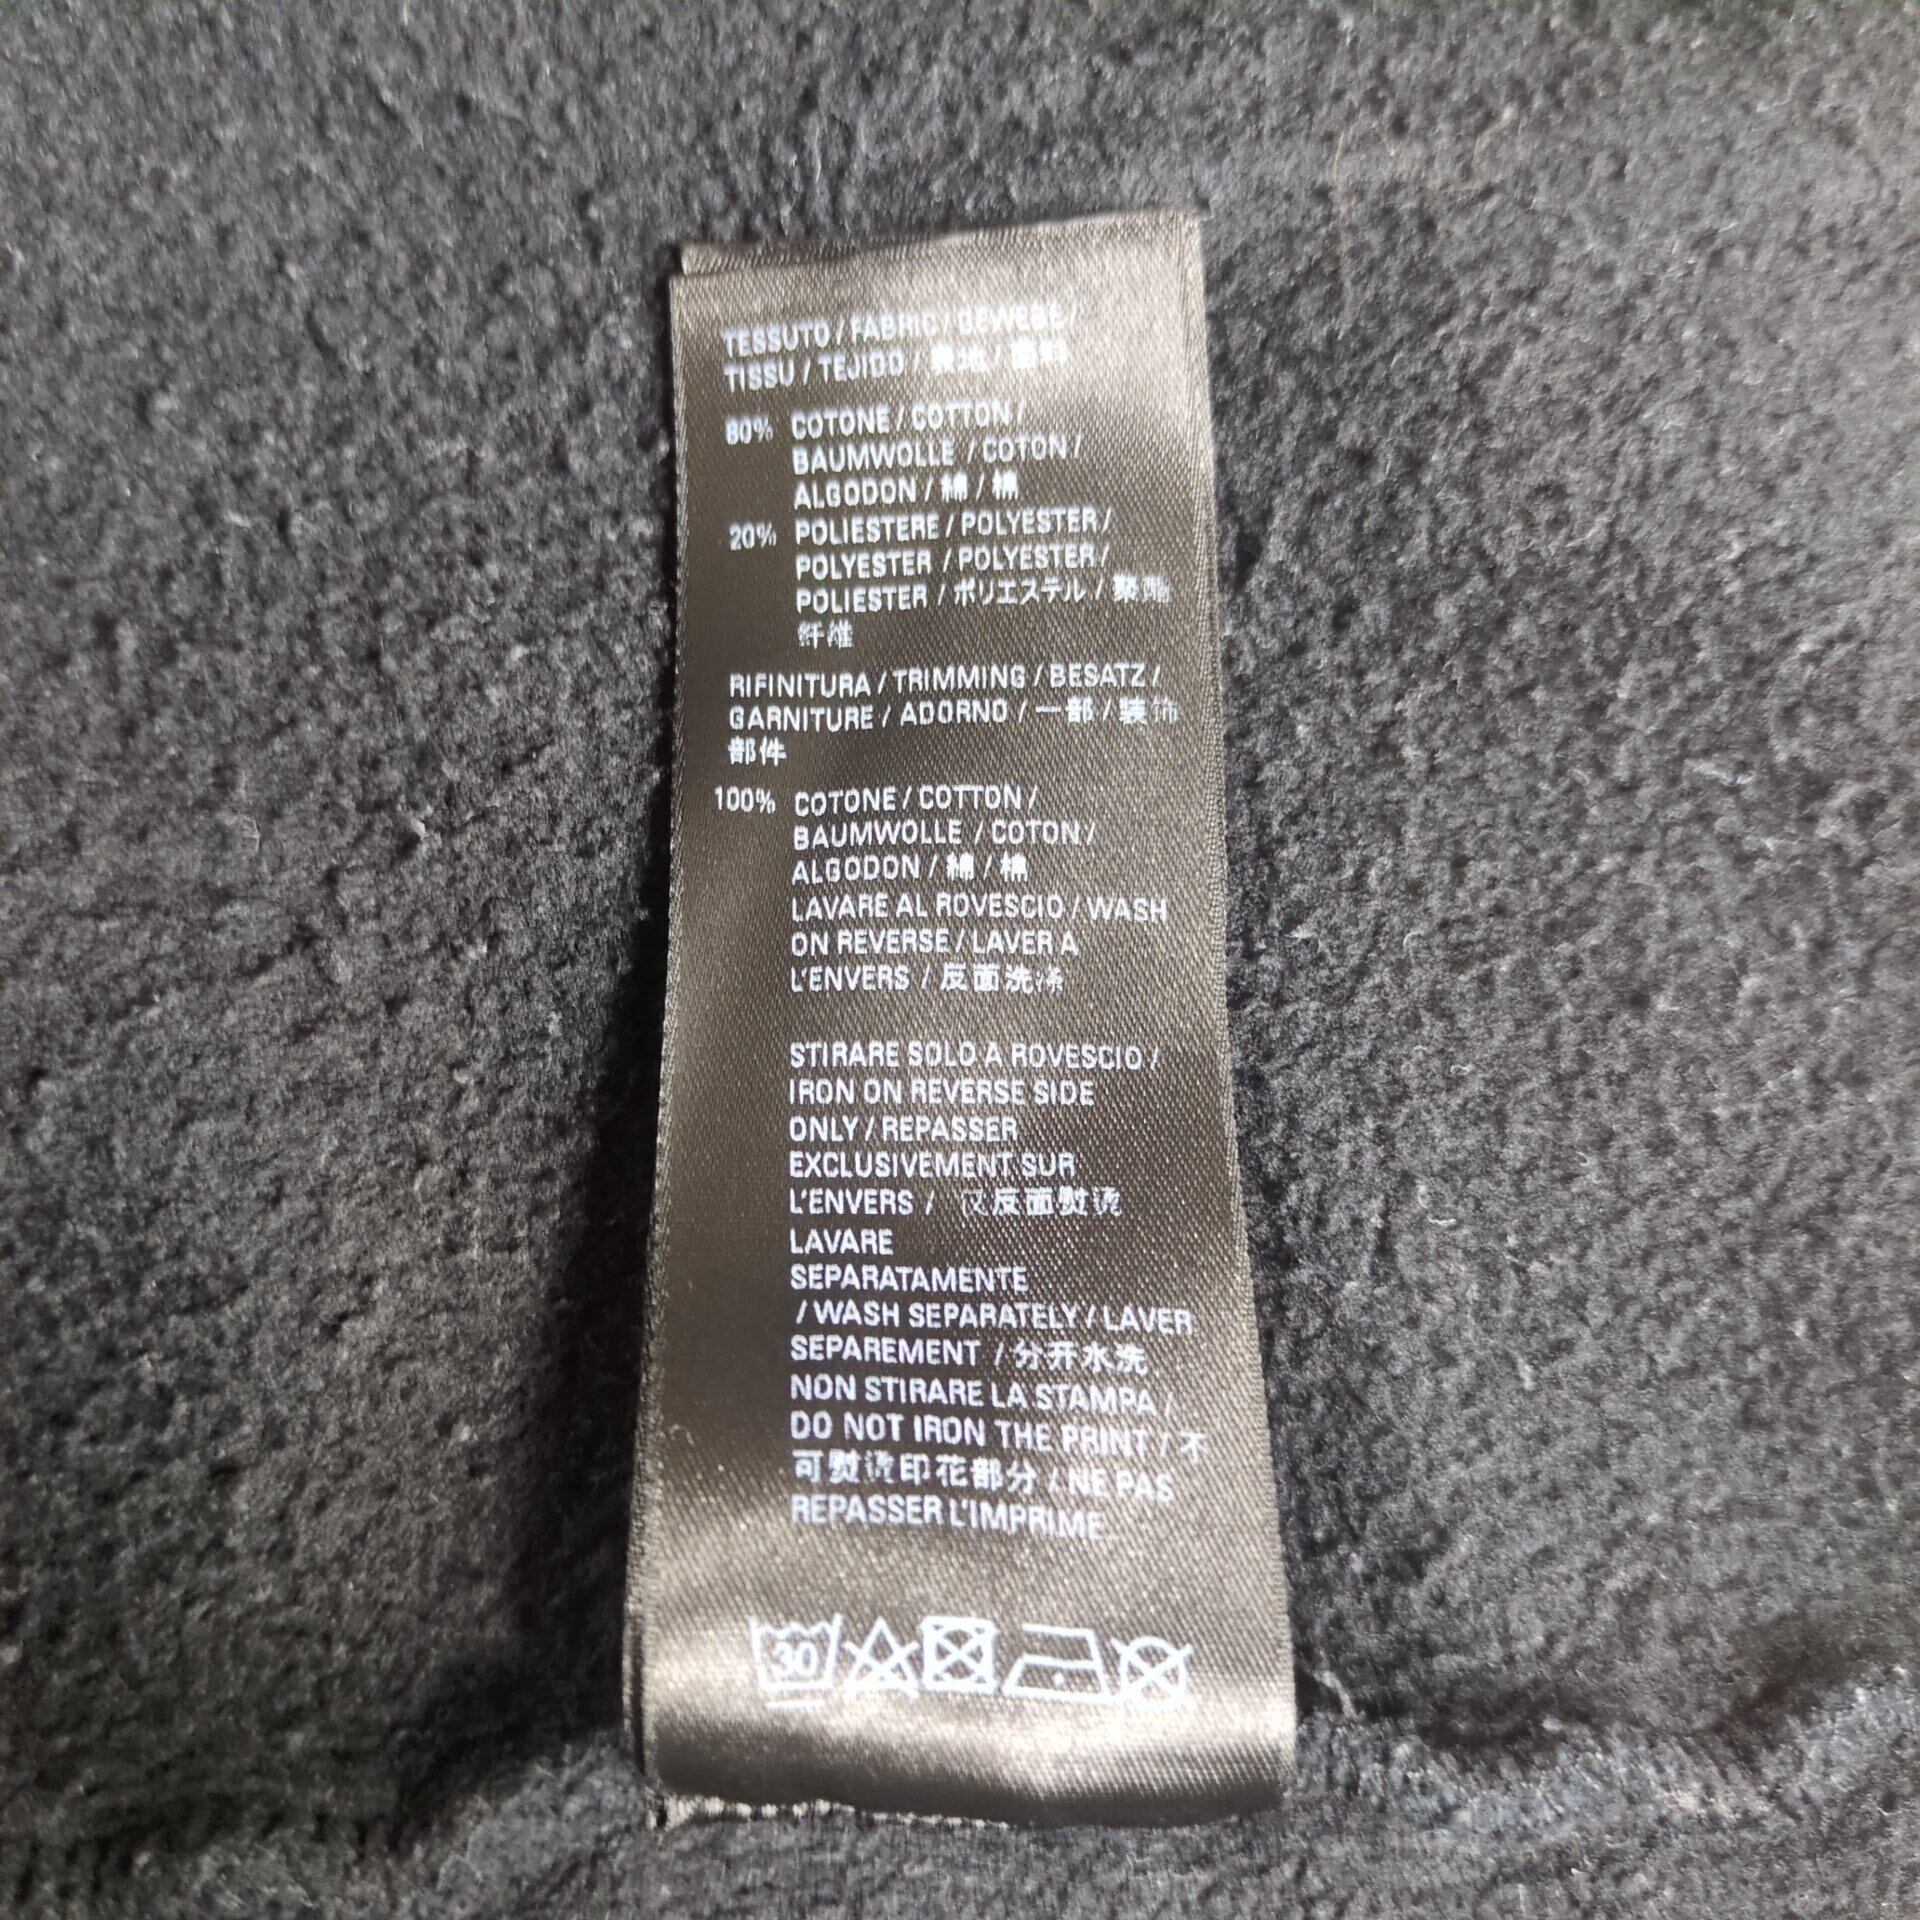 TESSUTO / FABRIC / GEWEBE /
TISSU / TEJIDO / 表地 / 面料
80% COTONE / COTTON /
BAUMWOLLE / COTON /
ALGODON / 綿 / 棉
20% POLIESTERE / POLYESTER /
POLYESTER / POLYESTER /
POLIESTER / ポリエステル / 聚酯
纤维
RIFINITURA / TRIMMING / BESATZ /
GARNITURE / ADORNO / 一部 / 装饰
部件
100% COTONE / COTTON /
BAUMWOLLE / COTON /
ALGODON / 綿 / 棉
LAVARE AL ROVESCIO / WASH
ON REVERSE / LAVER A
L'ENVERS / 反面洗涤
STIRARE SOLO A ROVESCIO /
IRON ON REVERSE SIDE
ONLY / REPASSER
EXCLUSIVEMENT SUR
L'ENVERS / 仅反面熨烫
LAVARE
SEPARATAMENTE
/ WASH SEPARATELY / LAVER
SEPAREMENT / 分开水洗
NON STIRARE LA STAMPA /
DO NOT IRON THE PRINT / 不
可熨烫印花部分 / NE PAS
REPASSER L'IMPRIME
30